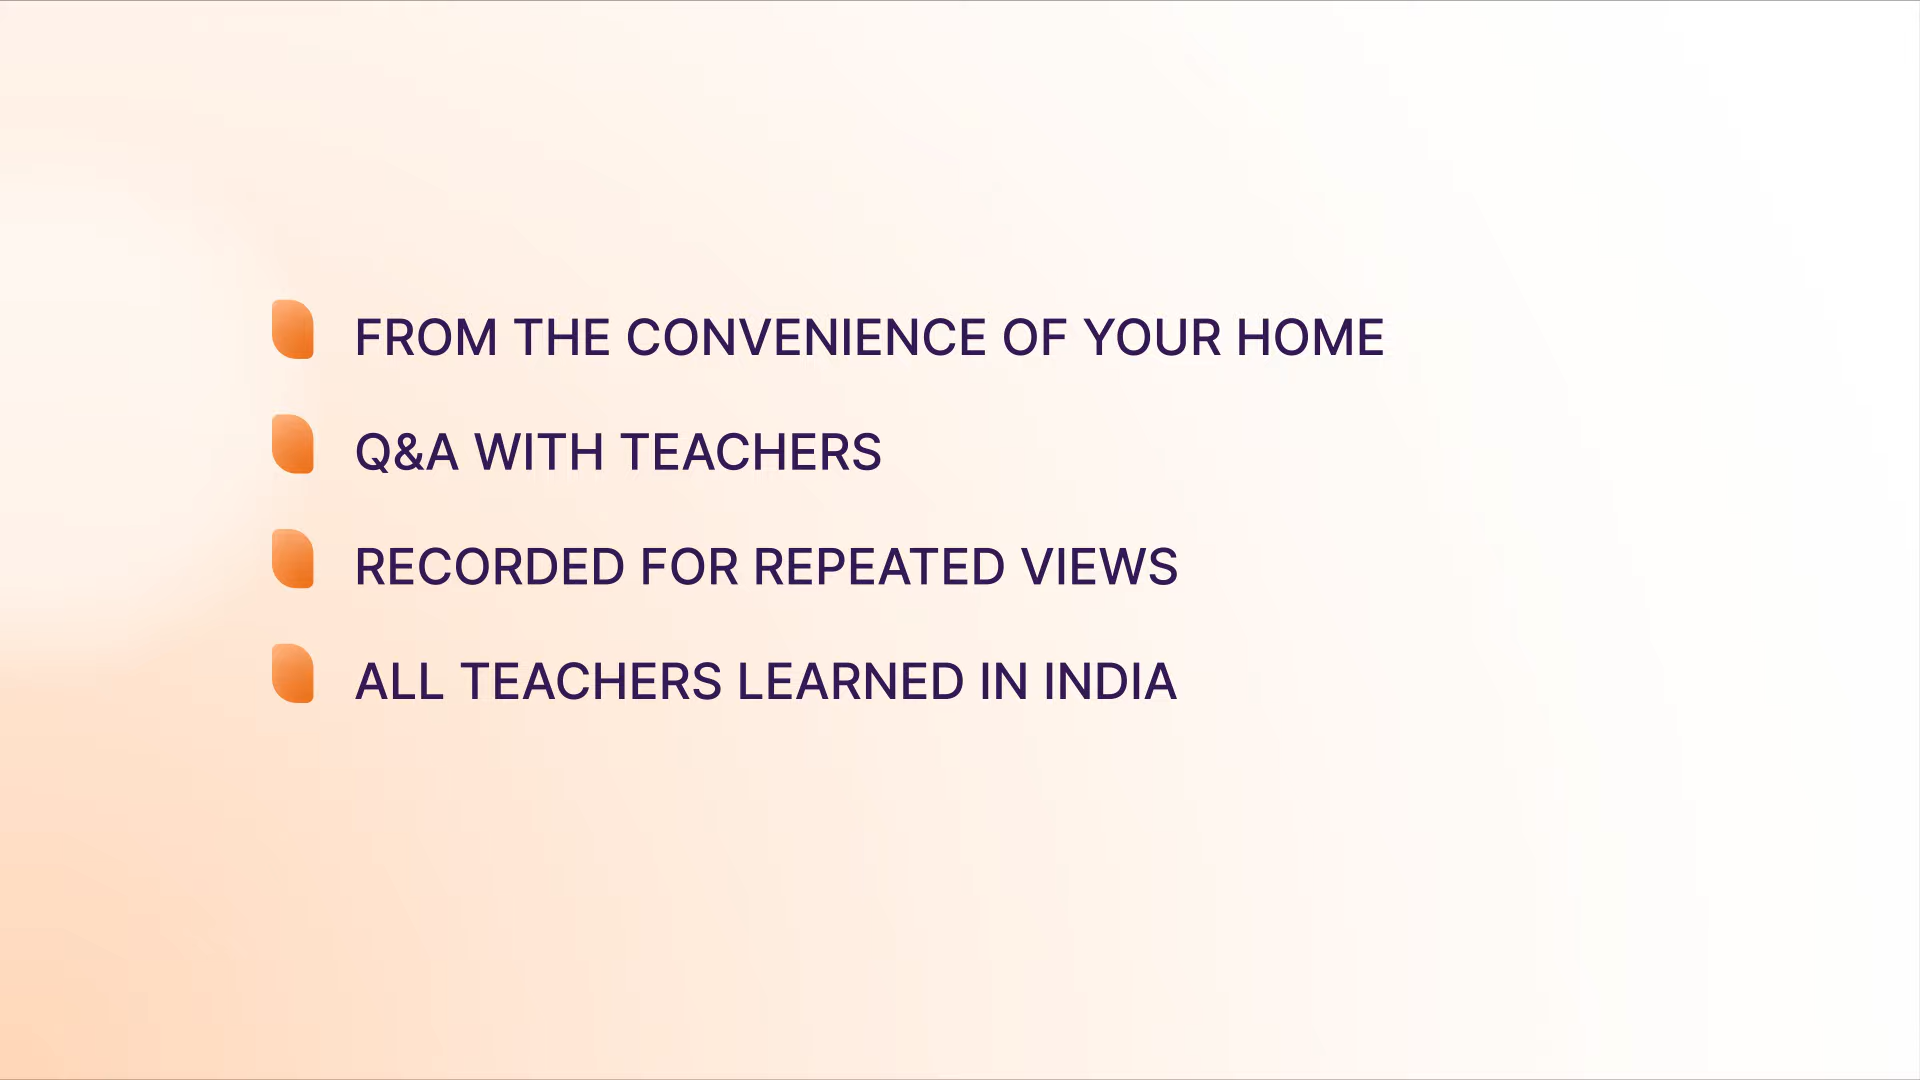 FROM THE CONVENIENCE OF YOUR HOME
Q&A WITH TEACHERS
RECORDED FOR REPEATED VIEWS
ALL TEACHERS LEARNED IN INDIA